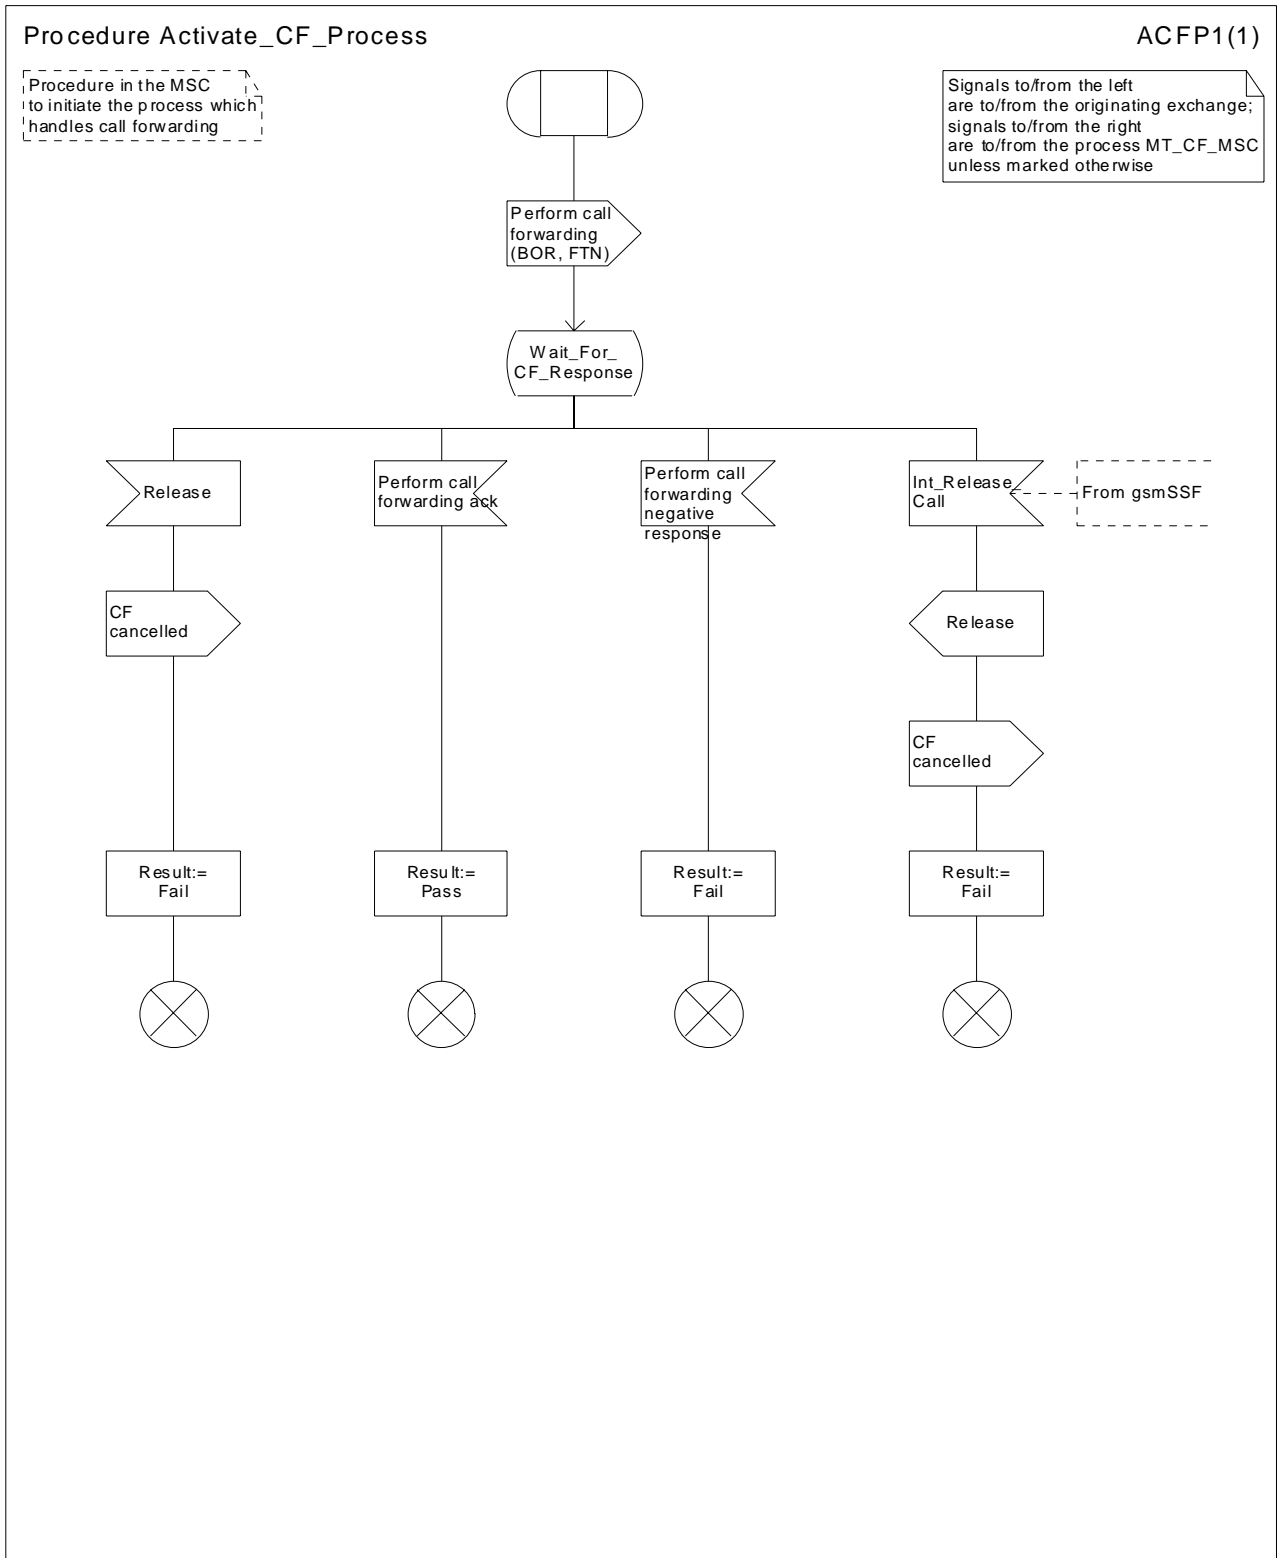 Procedure Activate_CF_Process
ACFP1(1)
Procedure in the MSC
to initiate the process which
handles call forwarding
Signals to/from the left
are to/from the originating exchange;
signals to/from the right
are to/from the process MT_CF_MSC
unless marked otherwise
Perform call
forwarding
(BOR, FTN)
Wait_For_
CF_Response
Release
Perform call
forwarding ack
Perform call
forwarding
negative
response
Int_Release
Call
From gsmSSF
CF
cancelled
Release
CF
cancelled
Result:=
Fail
Result:=
Pass
Result:=
Fail
Result:=
Fail